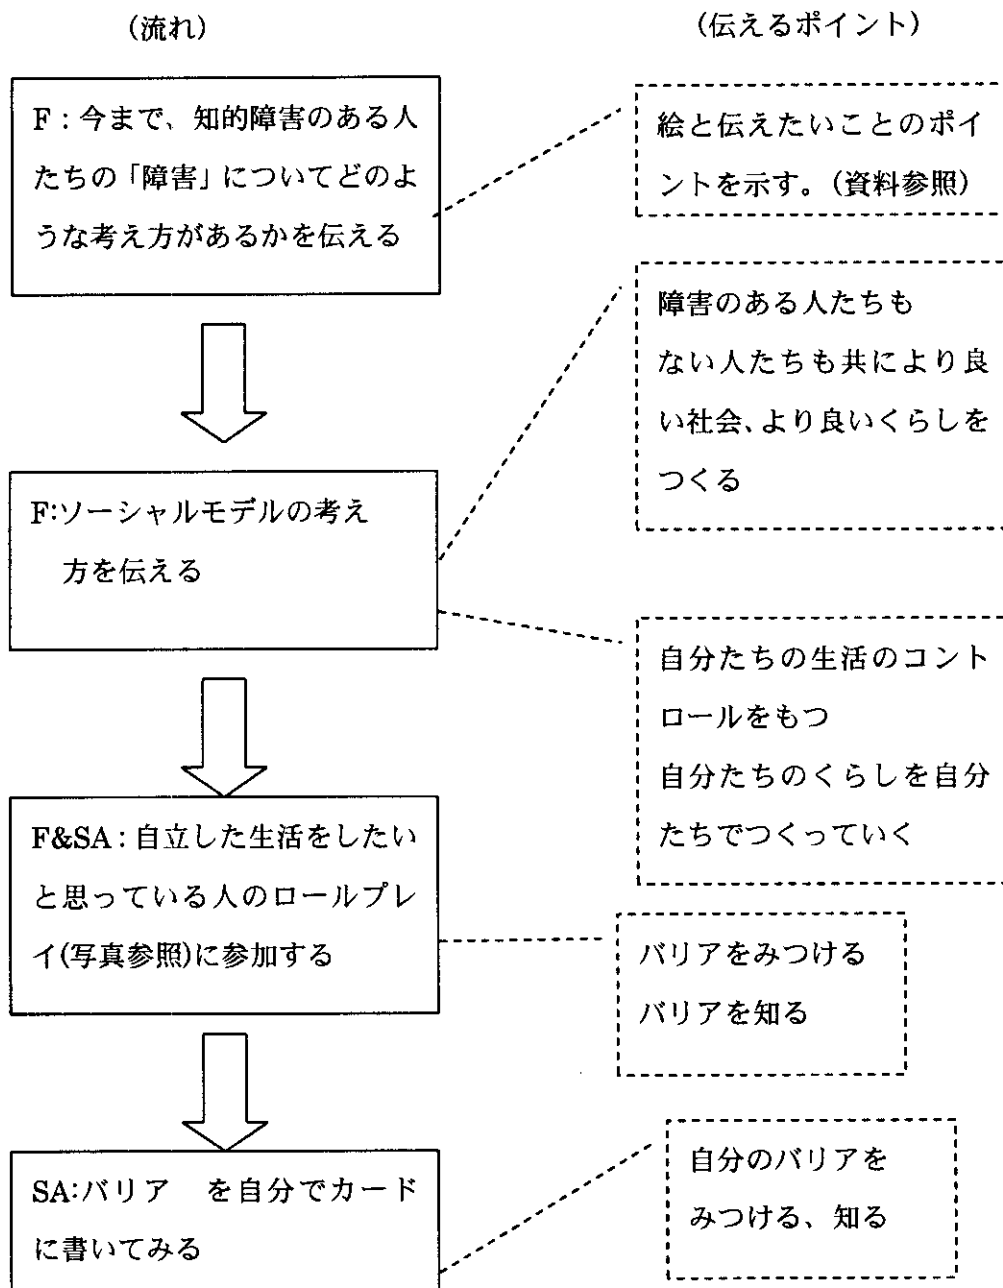 (流れ)
(伝えるポイント)
F：今まで、知的障害のある人
たちの「障害」についてどのよ
うな考え方があるかを伝える
絵と伝えたいことのポイ
ントを示す。(資料参照)
障害のある人たちも
ない人たちも共により良
い社会、より良いくらしを
つくる
F:ソーシャルモデルの考え
方を伝える
自分たちの生活のコント
ロールをもつ
自分たちのくらしを自分
たちでつくっていく
F&SA：自立した生活をしたい
と思っている人のロールプレ
イ(写真参照)に参加する
バリアをみつける
バリアを知る
SA:バリア　を自分でカード
に書いてみる
自分のバリアを
みつける、知る